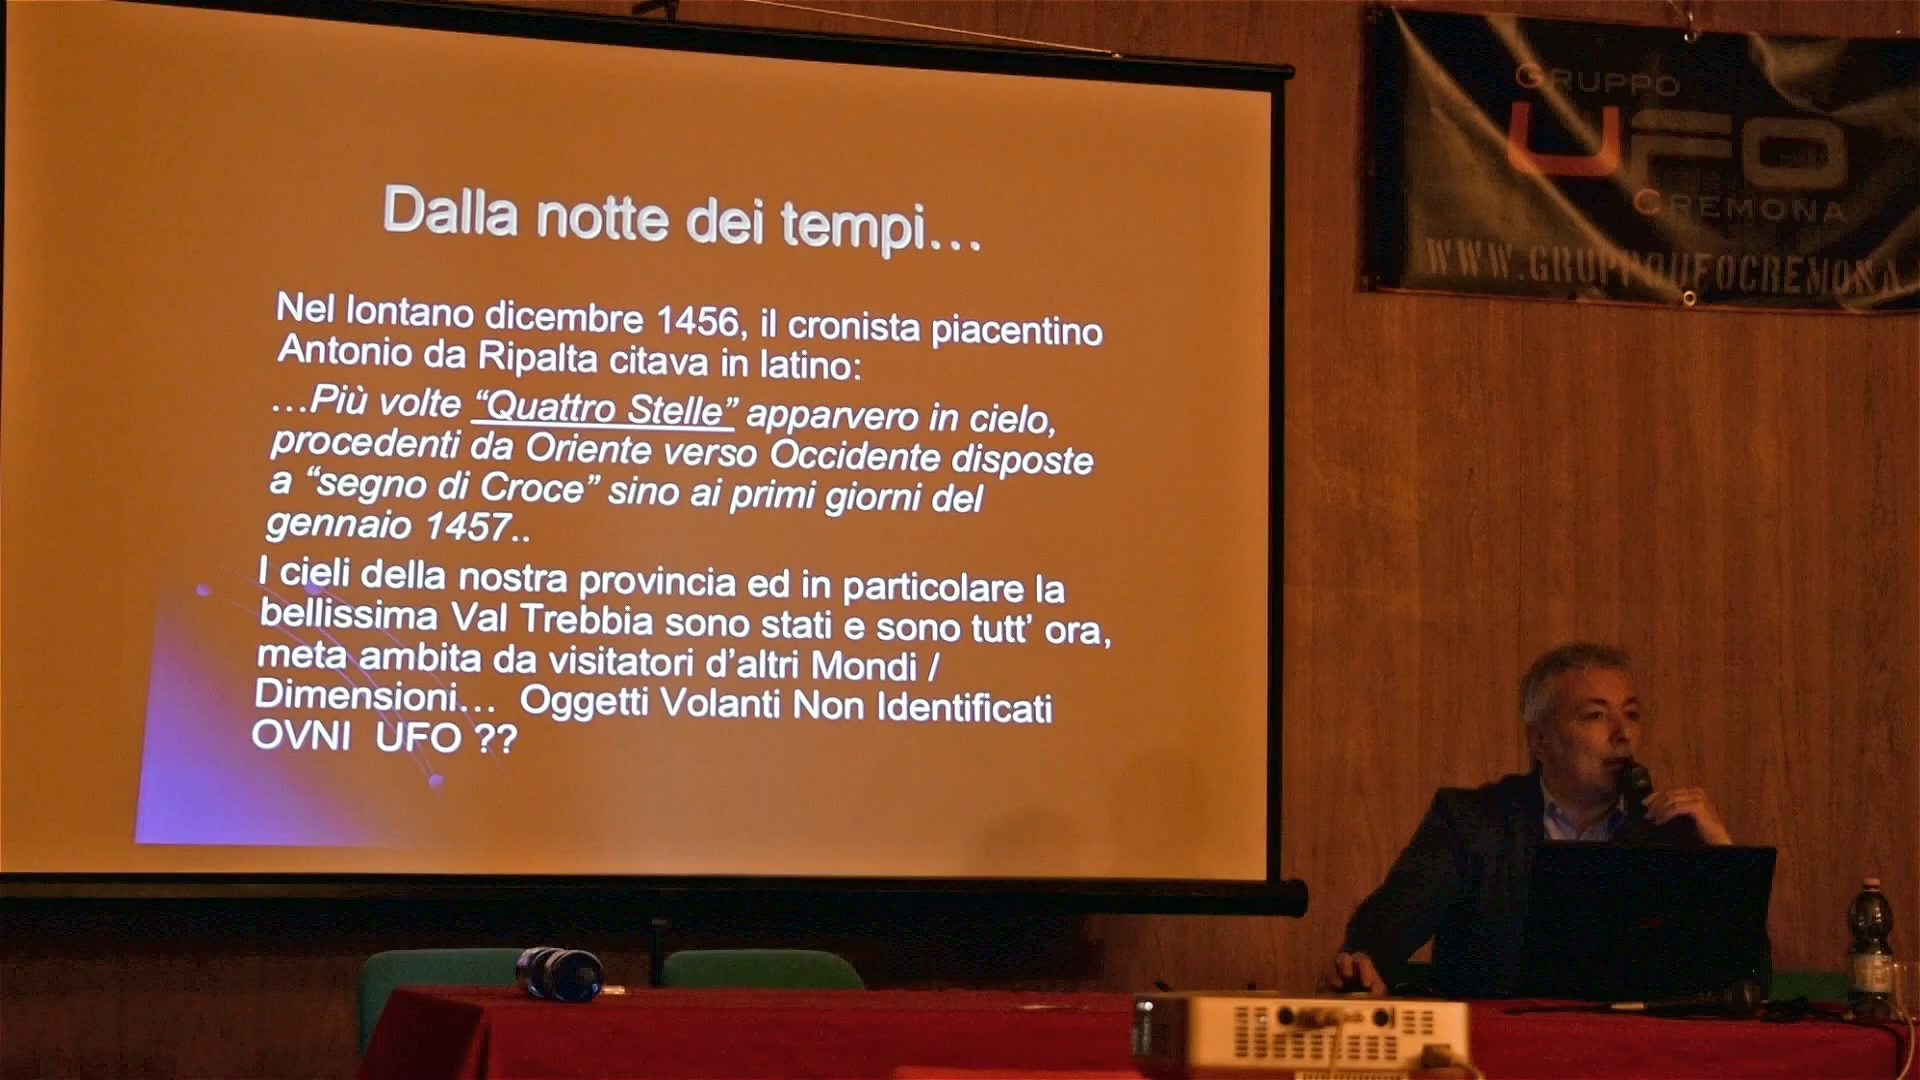 Dalla notte dei tempi...
Nel lontano dicembre 1456, il cronista piacentino
Antonio da Ripalta citava in latino:
...Più volte “Quattro Stelle” apparvero in cielo,
procedenti da Oriente verso Occidente disposte
a “segno di Croce” sino ai primi giorni del
gennaio 1457..
I cieli della nostra provincia ed in particolare la
bellissima Val Trebbia sono stati e sono tutt’ ora,
meta ambita da visitatori d’altri Mondi /
Dimensioni... Oggetti Volanti Non Identificati
OVNI UFO ??
GRUPPO
UFO
CREMONA
WWW.GRUPPOUFOCREMONA